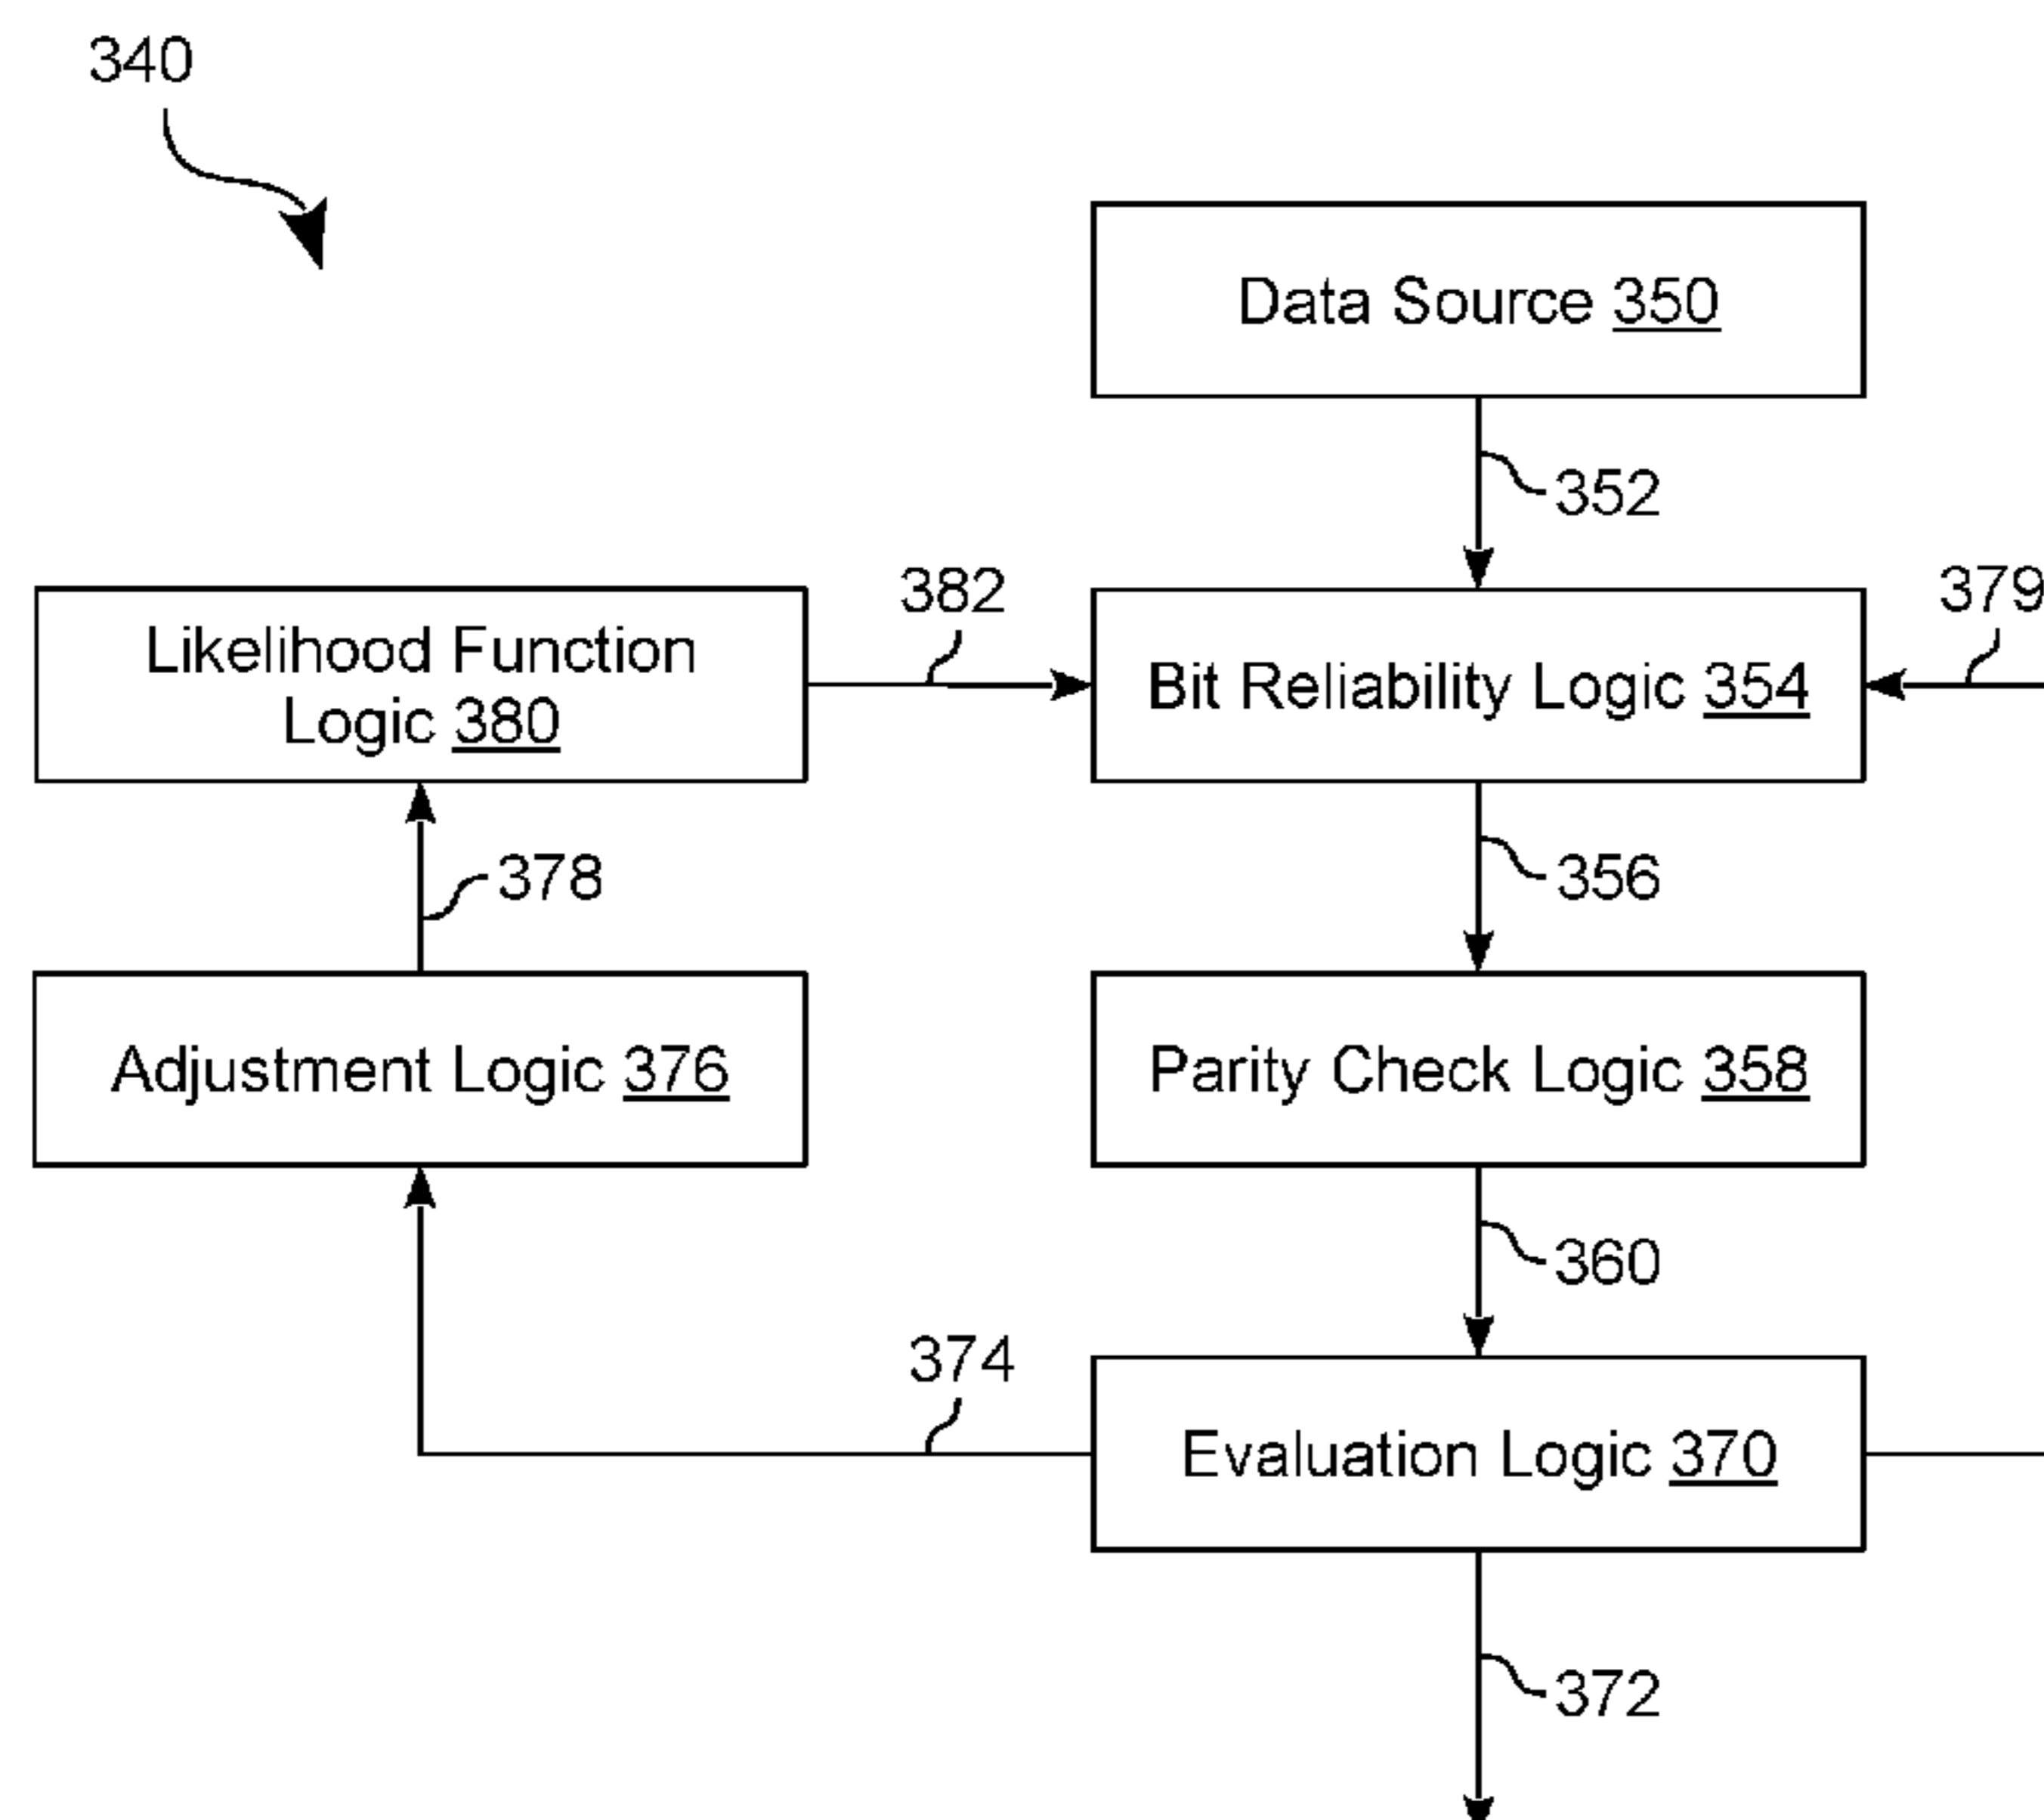 340
Data Source 350
352
382
379
Likelihood Function
Logic 380
Bit Reliability Logic 354
378
356
Adjustment Logic 376
Parity Check Logic 358
360
374
Evaluation Logic 370
372